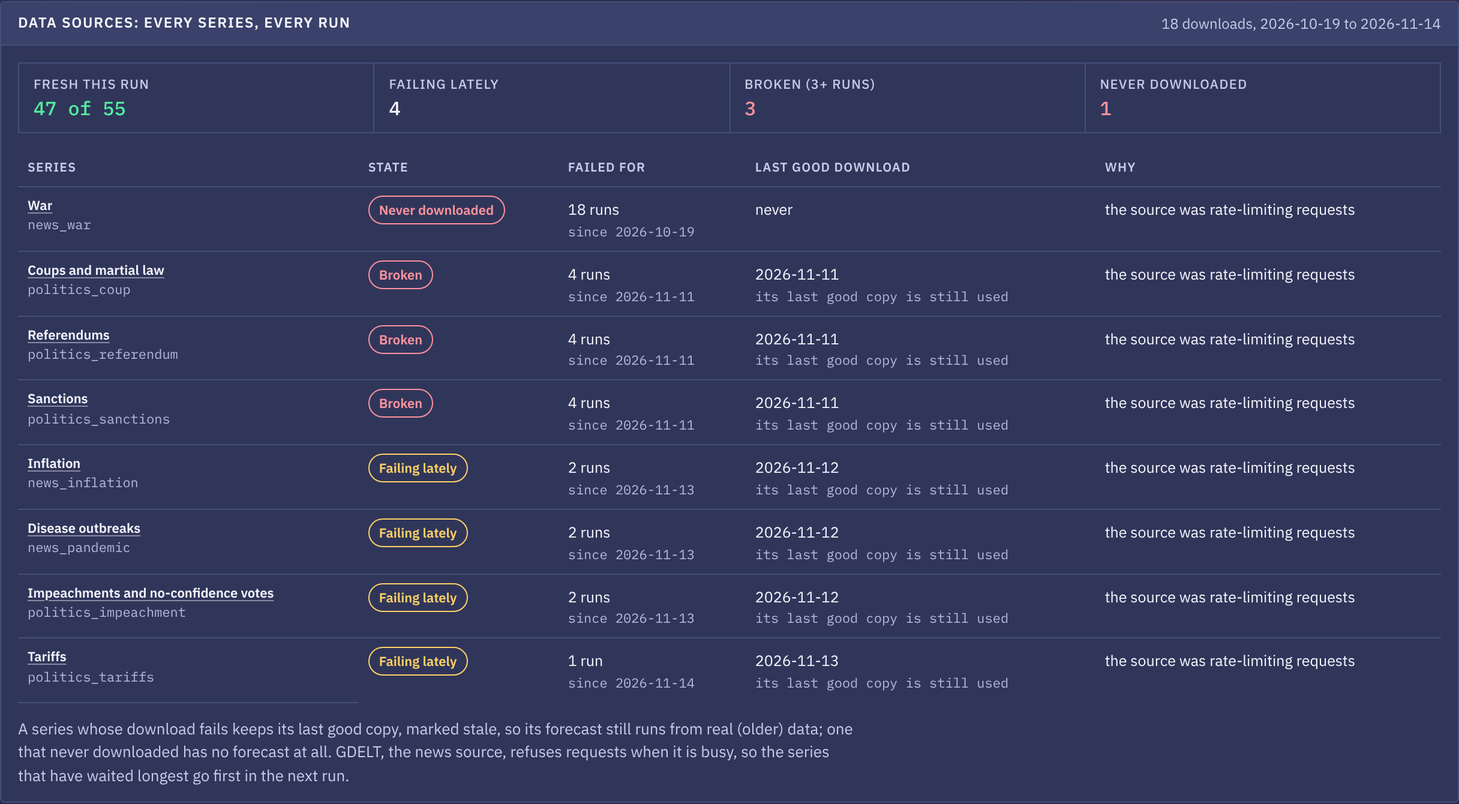 DATA SOURCES: EVERY SERIES, EVERY RUN
18 downloads, 2026-10-19 to 2026-11-14
FRESH THIS RUN
47 of 55
FAILING LATELY
4
BROKEN (3+ RUNS)
3
NEVER DOWNLOADED
1
SERIES STATE FAILED FOR LAST GOOD DOWNLOAD WHY
War Never downloaded 18 runs never the source was rate-limiting requests
news_war since 2026-10-19
Coups and martial law Broken 4 runs 2026-11-11 the source was rate-limiting requests
politics_coup since 2026-11-11 its last good copy is still used
Referendums Broken 4 runs 2026-11-11 the source was rate-limiting requests
politics_referendum since 2026-11-11 its last good copy is still used
Sanctions Broken 4 runs 2026-11-11 the source was rate-limiting requests
politics_sanctions since 2026-11-11 its last good copy is still used
Inflation Failing lately 2 runs 2026-11-12 the source was rate-limiting requests
news_inflation since 2026-11-13 its last good copy is still used
Disease outbreaks Failing lately 2 runs 2026-11-12 the source was rate-limiting requests
news_pandemic since 2026-11-13 its last good copy is still used
Impeachments and no-confidence votes Failing lately 2 runs 2026-11-12 the source was rate-limiting requests
politics_impeachment since 2026-11-13 its last good copy is still used
Tariffs Failing lately 1 run 2026-11-13 the source was rate-limiting requests
politics_tariffs since 2026-11-14 its last good copy is still used
A series whose download fails keeps its last good copy, marked stale, so its forecast still runs from real (older) data; one
that never downloaded has no forecast at all. GDELT, the news source, refuses requests when it is busy, so the series
that have waited longest go first in the next run.